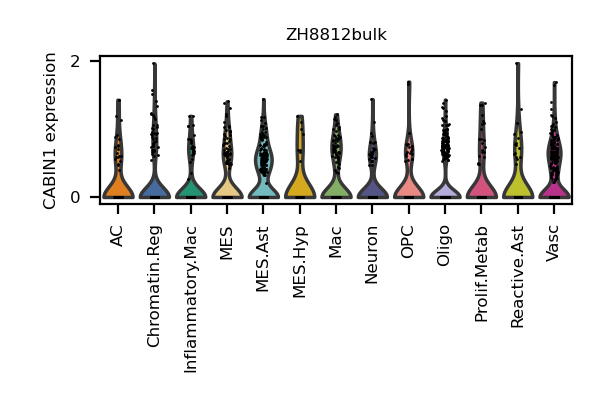 ZH8812bulk
CABIN1 expression
2
0
AC
Chromatin.Reg
Inflammatory.Mac
MES
MES.Ast
MES.Hyp
Mac
Neuron
OPC
Oligo
Prolif.Metab
Reactive.Ast
Vasc